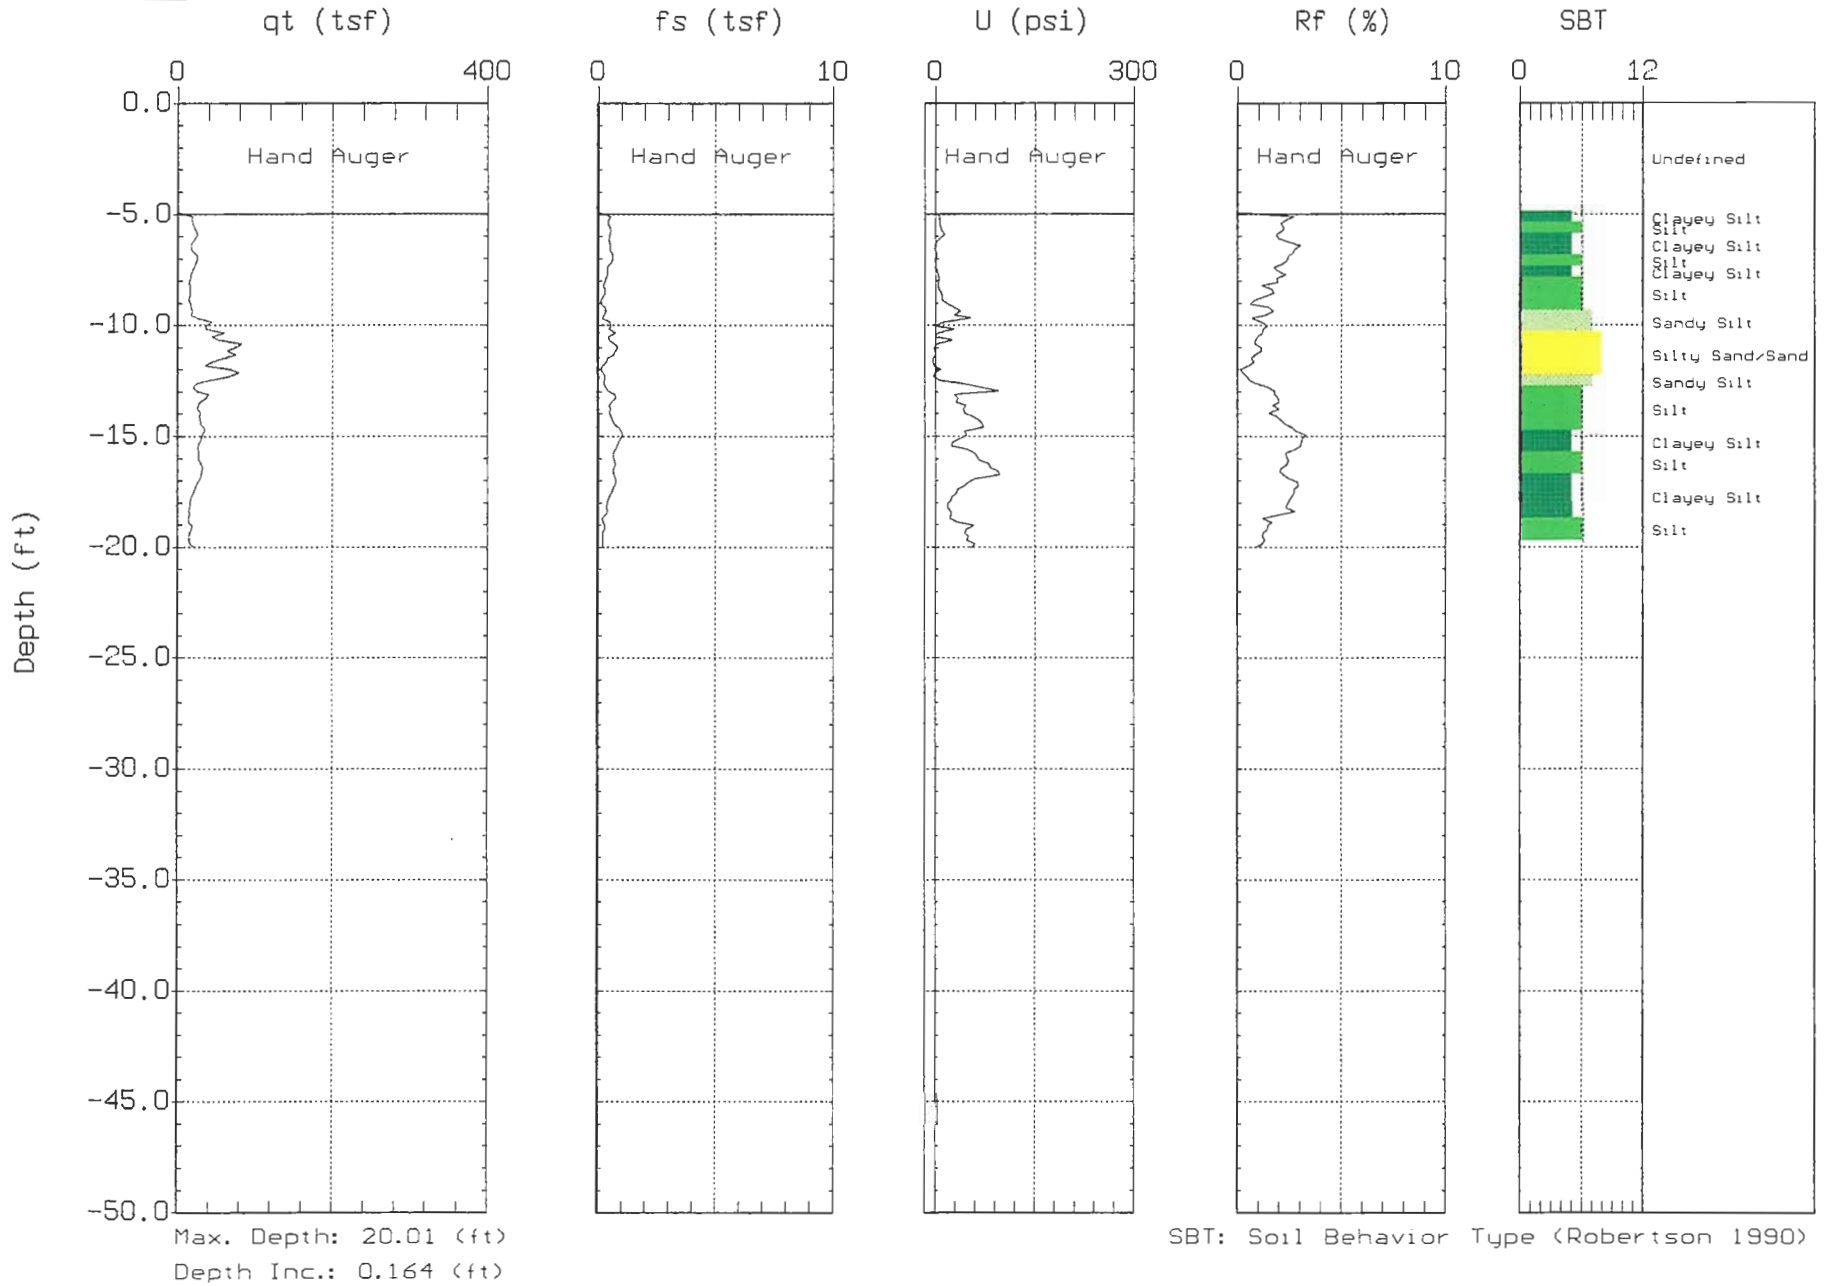 qt (tsf) fs (tsf) U (psi) Rf (%) SBT
0 400 0 10 0 300 0 10 0 12
0.0
Hand Auger Hand Auger Hand Auger Hand Auger Undefined
-5.0
Clayey Silt
Silt
Clayey Silt
Silt
Clayey Silt
Silt
-10.0 Sandy Silt
Silty Sand/Sand
Sandy Silt
Silt
-15.0 Clayey Silt
Silt
Clayey Silt
Silt
-20.0
Depth (ft)
-25.0
-30.0
-35.0
-40.0
-45.0
-50.0
Max. Depth: 20.01 (ft) SBT: Soil Behavior Type (Robertson 1990)
Depth Inc.: 0.164 (ft)